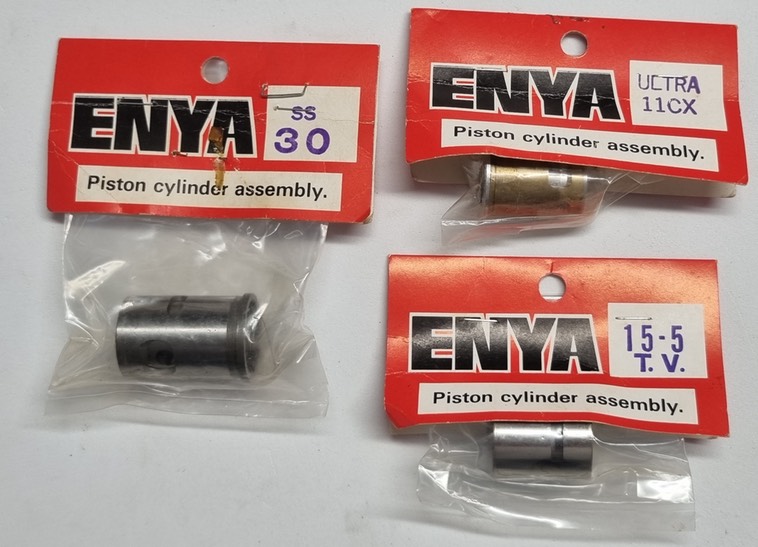 ENYA
SS
30
Piston cylinder assembly.
ENYA
ULTRA
11CX
Piston cylinder assembly.
ENYA
15-5
T.V.
Piston cylinder assembly.